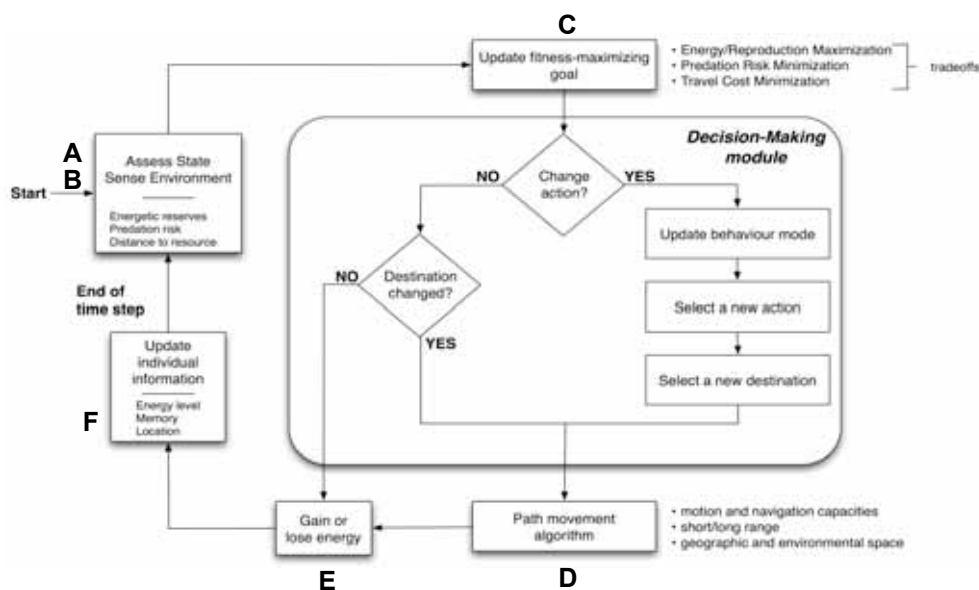 C
Update fitness-maximizing
goal
• Energy/Reproduction Maximization
• Predation Risk Minimization
• Travel Cost Minimization
tradeoffs
Decision-Making
module
A
B
Start
Assess State
Sense Environment
Energetic reserves
Predation risk
Distance to resource
Change
action?
NO
YES
Update behaviour mode
Destination
changed?
NO
YES
Select a new action
Select a new destination
End of
time step
Update
individual
information
Energy level
Memory
Location
F
Gain or
lose energy
E
Path movement
algorithm
D
• motion and navigation capacities
• short/long range
• geographic and environmental space